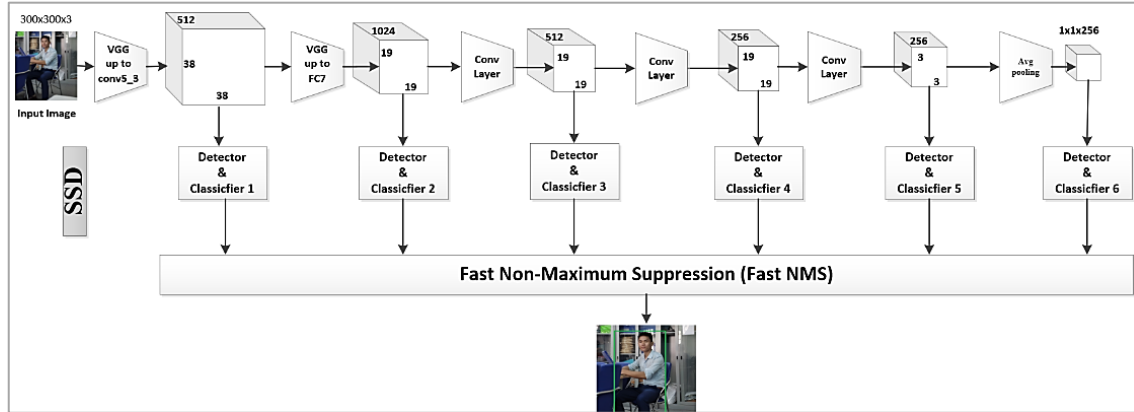 300x300x3
Input Image
VGG
up to
conv5_3
512
38
38
VGG
up to
FC7
1024
19
19
Conv
Layer
512
19
19
Conv
Layer
256
19
19
Conv
Layer
256
3
3
Avg
pooling
1x1x256
SSD
Detector
&
Classicfier 1
Detector
&
Classicfier 2
Detector
&
Classicfier 3
Detector
&
Classicfier 4
Detector
&
Classicfier 5
Detector
&
Classicfier 6
Fast Non-Maximum Suppression (Fast NMS)